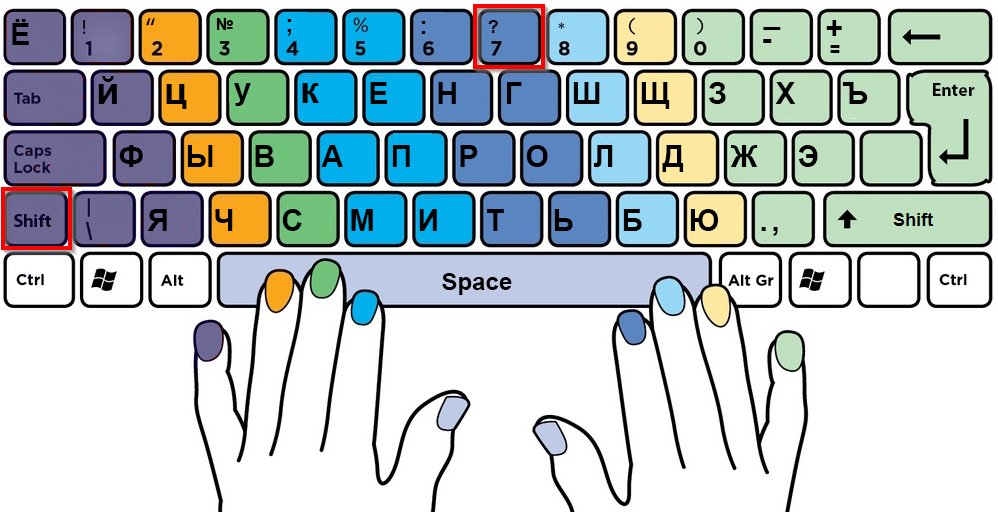 Ё ! 1 “ 2 № 3 ; 4 % 5 : 6 ? 7 * 8 ( 9 ) 0 — - + =
Tab Й Ц У К Е Н Г Ш Щ З Х Ъ Enter
Caps Lock Ф Ы В А П Р О Л Д Ж Э
Shift | \ Я Ч С М И Т Ь Б Ю . , Shift
Ctrl Alt Space Alt Gr Ctrl